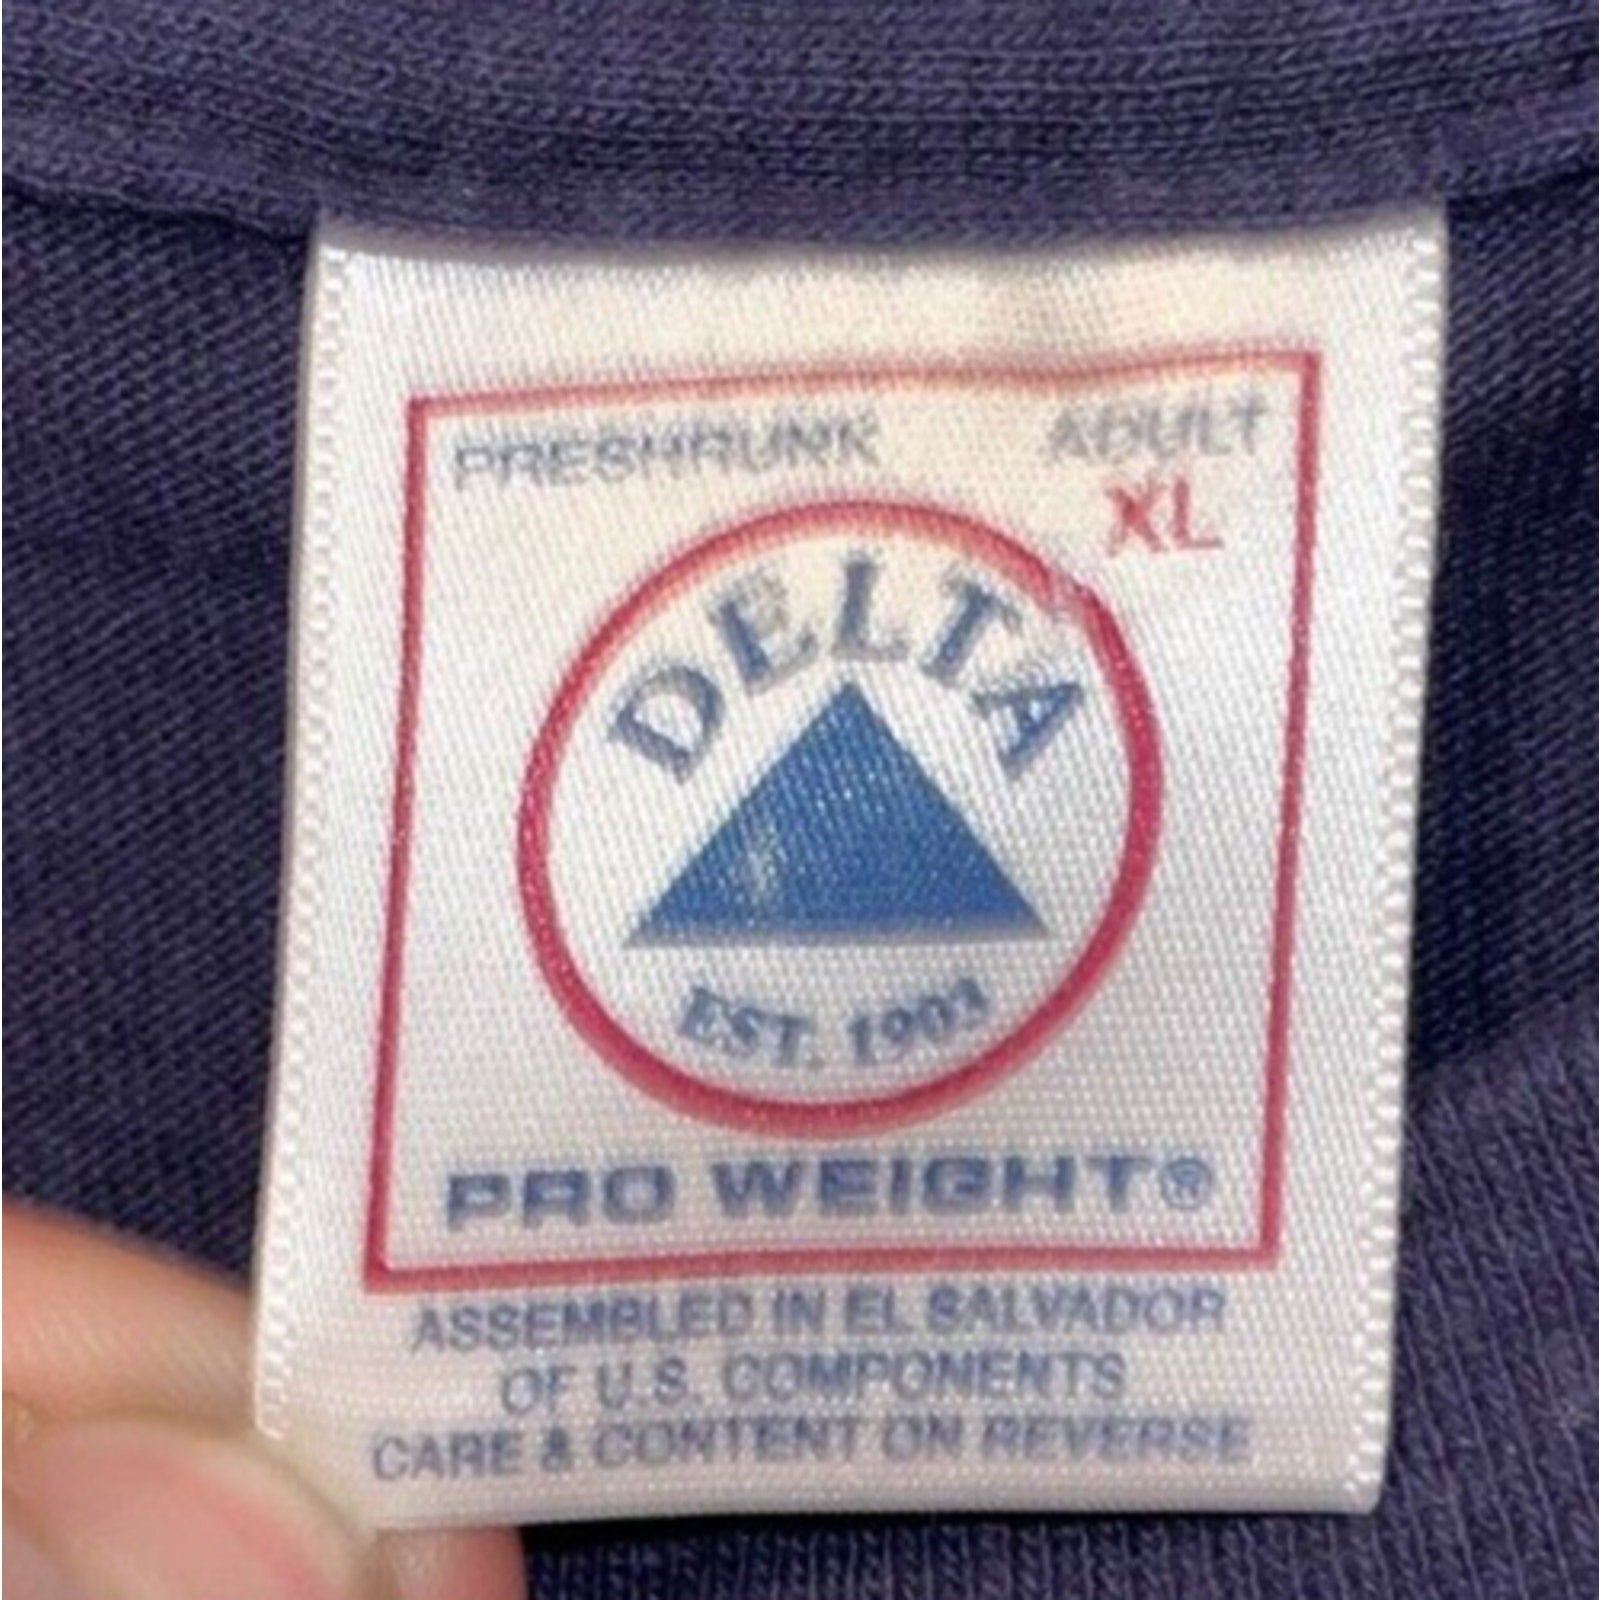 PRESHRUNK ADULT
XL
DELTA
EST. 1903
PRO WEIGHT®
ASSEMBLED IN EL SALVADOR
OF U.S. COMPONENTS
CARE & CONTENT ON REVERSE